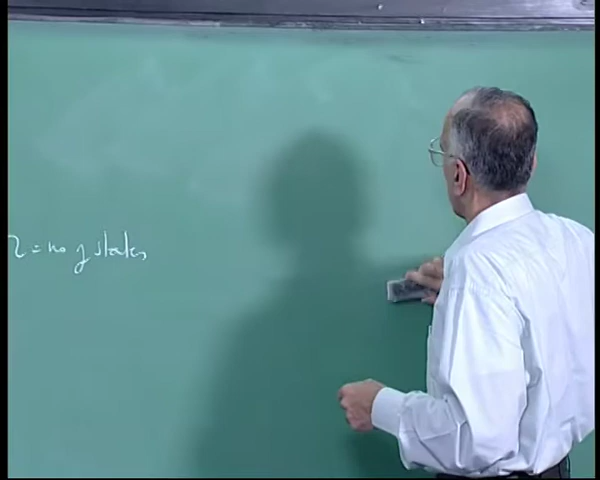 r = no of states